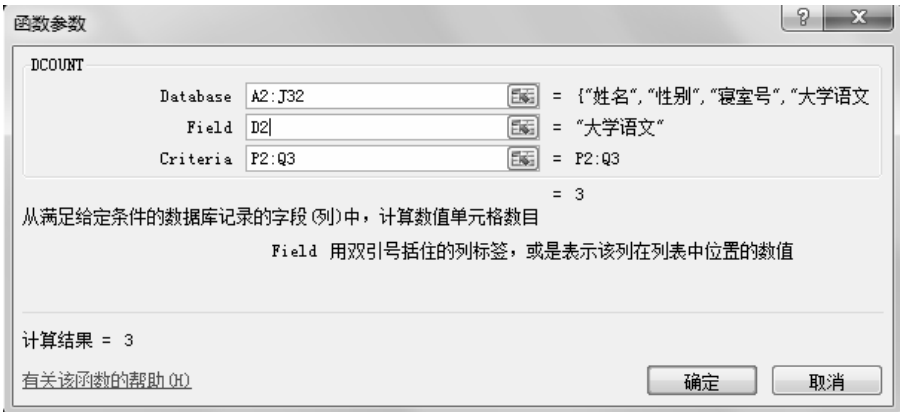 函数参数
DCOUNT
Database A2:J32 = {"姓名","性别","寝室号","大学语文
Field D2 = "大学语文"
Criteria P2:Q3 = P2:Q3
= 3
从满足给定条件的数据库记录的字段(列)中，计算数值单元格数目
Field 用双引号括住的列标签，或是表示该列在列表中位置的数值
计算结果 = 3
有关该函数的帮助(H)
确定 取消